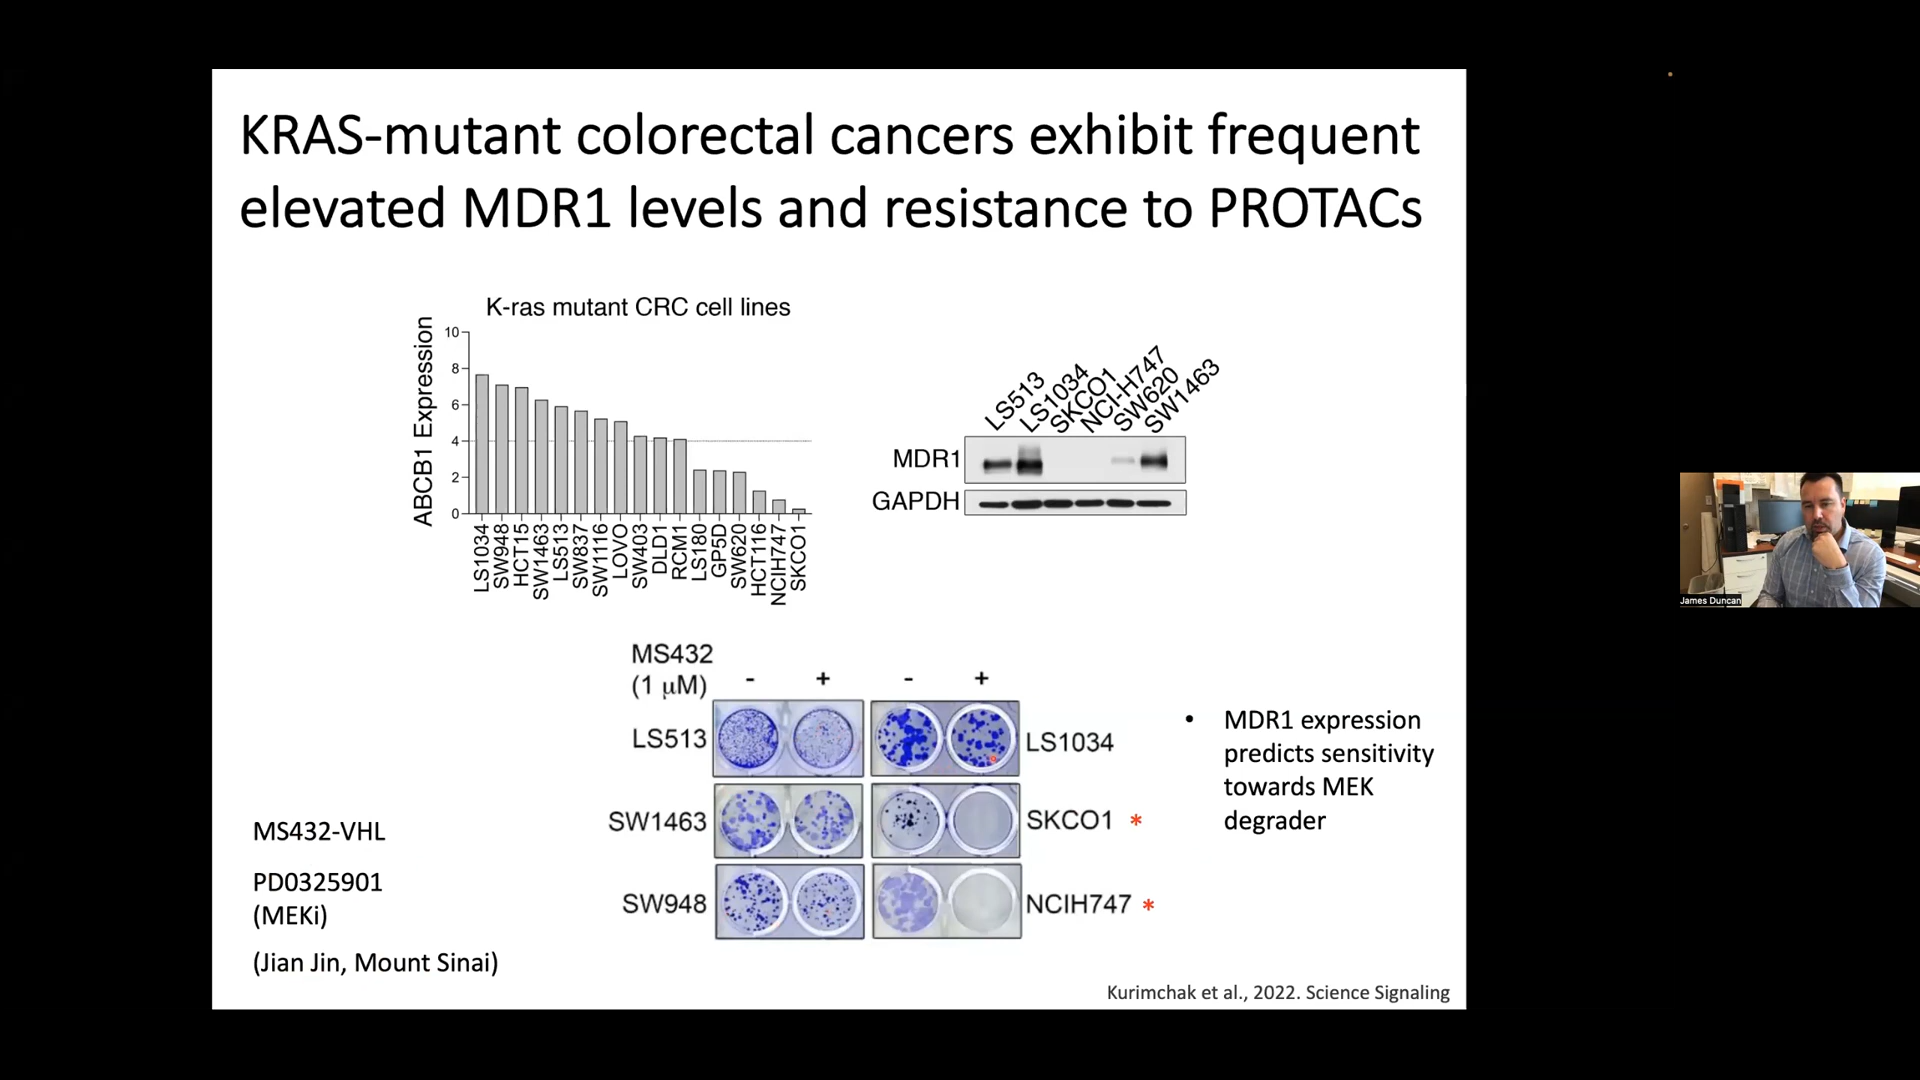 KRAS-mutant colorectal cancers exhibit frequent
elevated MDR1 levels and resistance to PROTACs
K-ras mutant CRC cell lines
ABCB1 Expression
10
8
6
4
2
0
LS1034
SW948
HCT15
SW1463
LS513
SW837
SW1116
LOVO
SW403
DLD1
RCM1
LS180
GP5D
SW620
HCT116
NCIH747
SKCO1
LS513
LS1034
SKCO1
NCI-H747
SW620
SW1463
MDR1
GAPDH
MS432
(1 μM)
- + - +
LS513
LS1034
SW1463
SKCO1 *
SW948
NCIH747 *
• MDR1 expression
predicts sensitivity
towards MEK
degrader
MS432-VHL
PD0325901
(MEKi)
(Jian Jin, Mount Sinai)
Kurimchak et al., 2022. Science Signaling
James Duncan